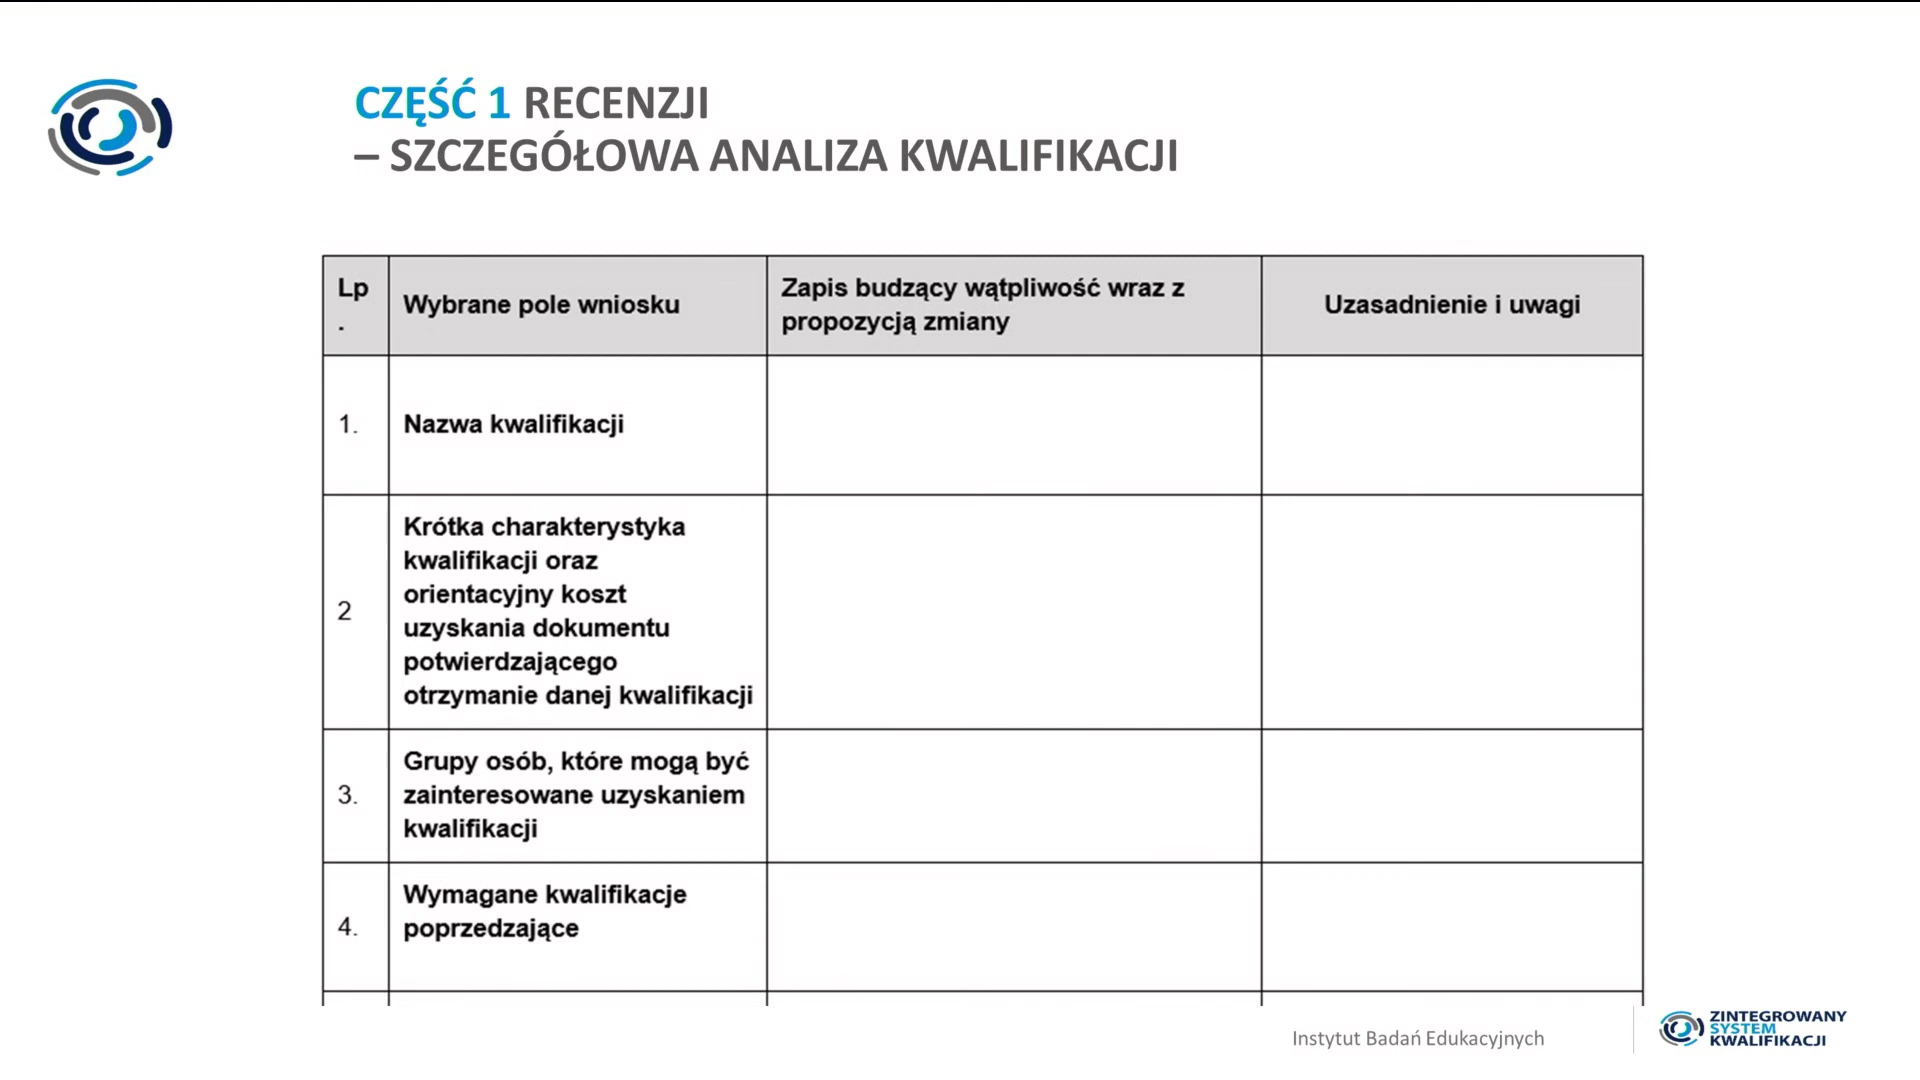 CZĘŚĆ 1 RECENZJI
– SZCZEGÓŁOWA ANALIZA KWALIFIKACJI
Lp
.
Wybrane pole wniosku
Zapis budzący wątpliwość wraz z
propozycją zmiany
Uzasadnienie i uwagi
1.
Nazwa kwalifikacji
2
Krótka charakterystyka
kwalifikacji oraz
orientacyjny koszt
uzyskania dokumentu
potwierdzającego
otrzymanie danej kwalifikacji
3.
Grupy osób, które mogą być
zainteresowane uzyskaniem
kwalifikacji
4.
Wymagane kwalifikacje
poprzedzające
Instytut Badań Edukacyjnych
ZINTEGROWANY
SYSTEM
KWALIFIKACJI